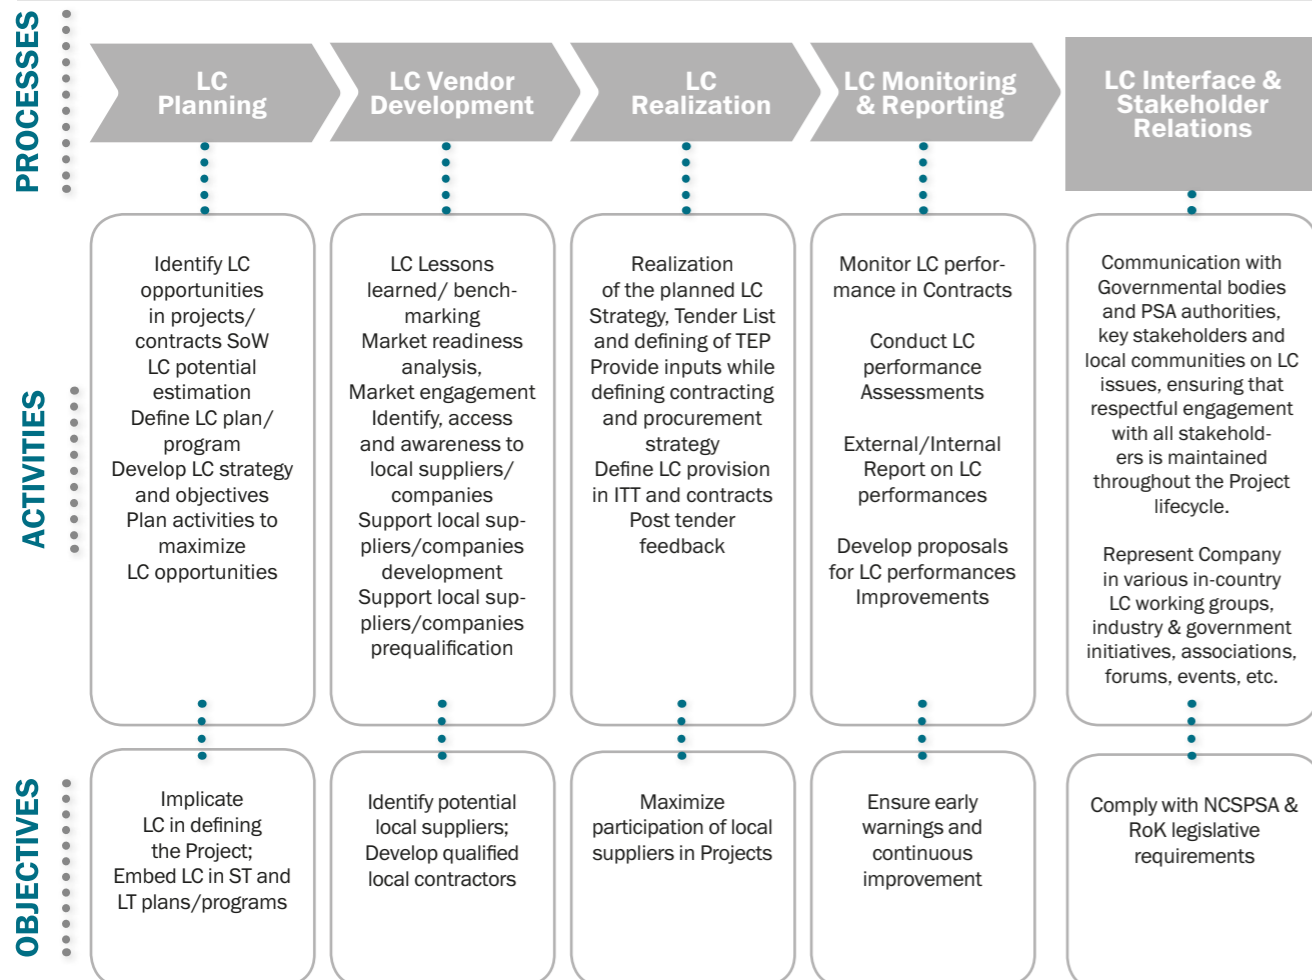 PROCESSES
LC
Planning
LC Vendor
Development
LC
Realization
LC Monitoring
& Reporting
LC Interface &
Stakeholder
Relations
ACTIVITIES
Identify LC
opportunities
in projects/
contracts SoW
LC potential
estimation
Define LC plan/
program
Develop LC strategy
and objectives
Plan activities to
maximize
LC opportunities
LC Lessons
learned/ bench-
marking
Market readiness
analysis,
Market engagement
Identify, access
and awareness to
local suppliers/
companies
Support local sup-
pliers/companies
development
Support local sup-
pliers/companies
prequalification
Realization
of the planned LC
Strategy, Tender List
and defining of TEP
Provide inputs while
defining contracting
and procurement
strategy
Define LC provision
in ITT and contracts
Post tender
feedback
Monitor LC perfor-
mance in Contracts
Conduct LC
performance
Assessments
External/Internal
Report on LC
performances
Develop proposals
for LC performances
Improvements
Communication with
Governmental bodies
and PSA authorities,
key stakeholders and
local communities on LC
issues, ensuring that
respectful engagement
with all stakehold-
ers is maintained
throughout the Project
lifecycle.
Represent Company
in various in-country
LC working groups,
industry & government
initiatives, associations,
forums, events, etc.
OBJECTIVES
Implicate
LC in defining
the Project;
Embed LC in ST and
LT plans/programs
Identify potential
local suppliers;
Develop qualified
local contractors
Maximize
participation of local
suppliers in Projects
Ensure early
warnings and
continuous
improvement
Comply with NCSPSA &
RoK legislative
requirements